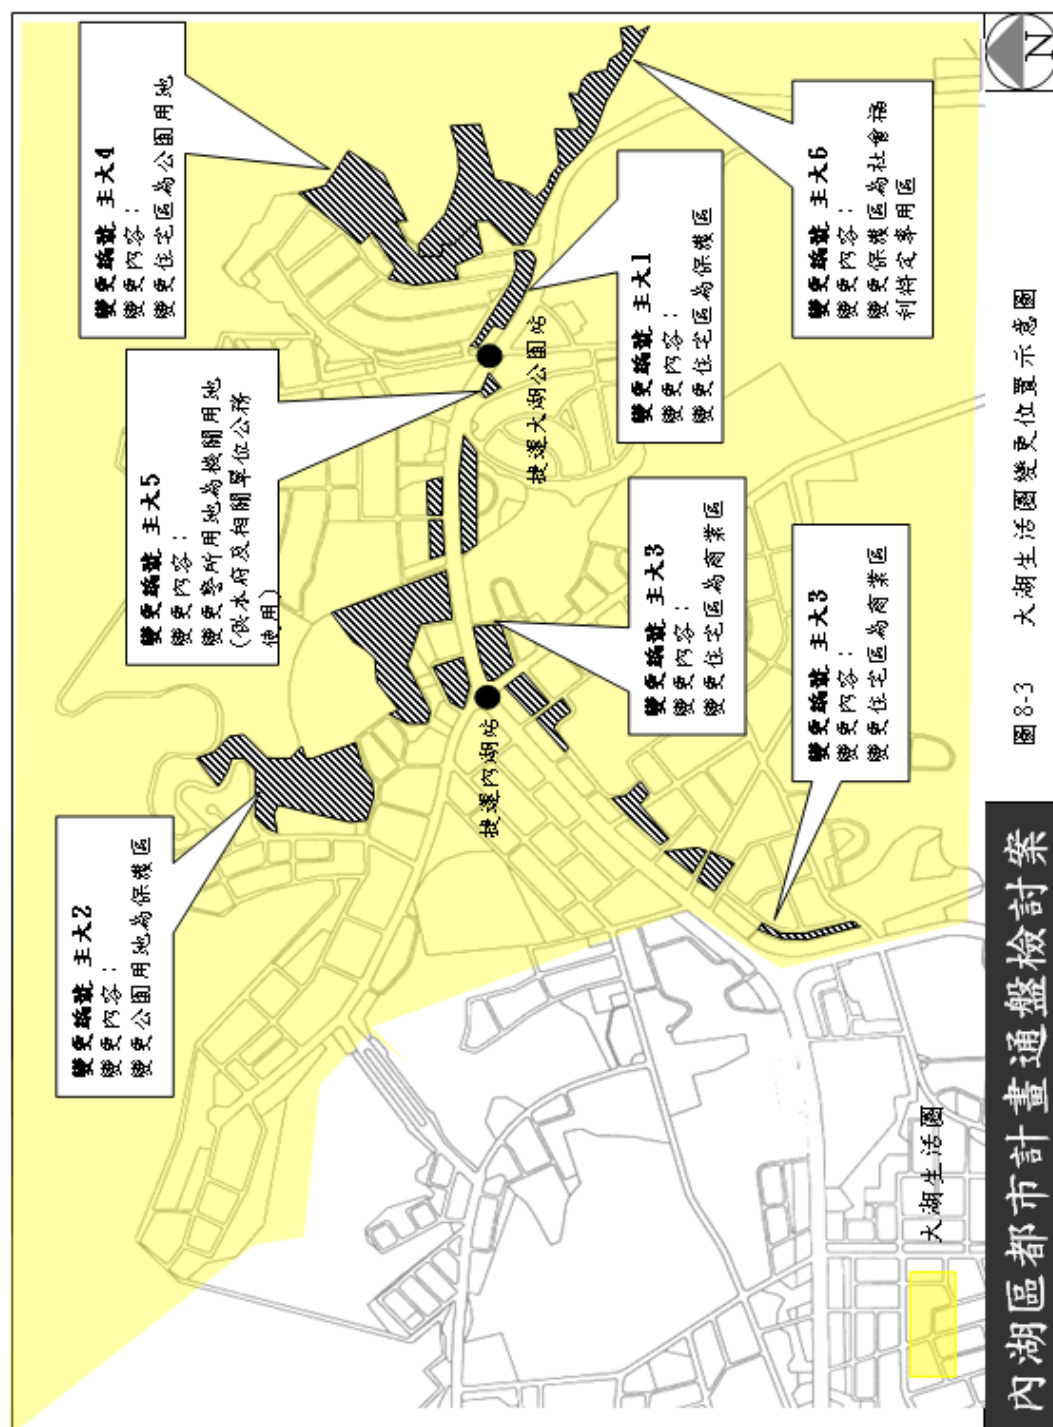 變更編號 主大4
變更內容：
變更住宅區為公園用地
變更編號 主大5
變更內容：
變更警所用地為機關用地
(供本府及相關單位公務
使用)
變更編號 主大2
變更內容：
變更公園用地為保護區
變更編號 主大6
變更內容：
變更保護區為社會福
利特定專用區
變更編號 主大1
變更內容：
變更住宅區為保護區
變更編號 主大3
變更內容：
變更住宅區為商業區
變更編號 主大3
變更內容：
變更住宅區為商業區
捷運大湖公園站
捷運內湖站
大湖生活圈
N
圖8-3 大湖生活圈變更位置示意圖
內湖區都市計畫通盤檢討案